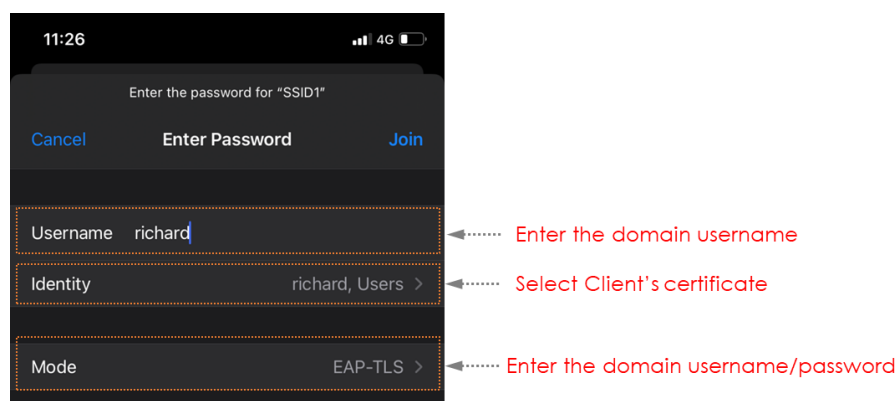 11:26 4G
Enter the password for “SSID1”
Cancel Enter Password Join
Username richard Enter the domain username
Identity richard, Users > Select Client’s certificate
Mode EAP-TLS > Enter the domain username/password